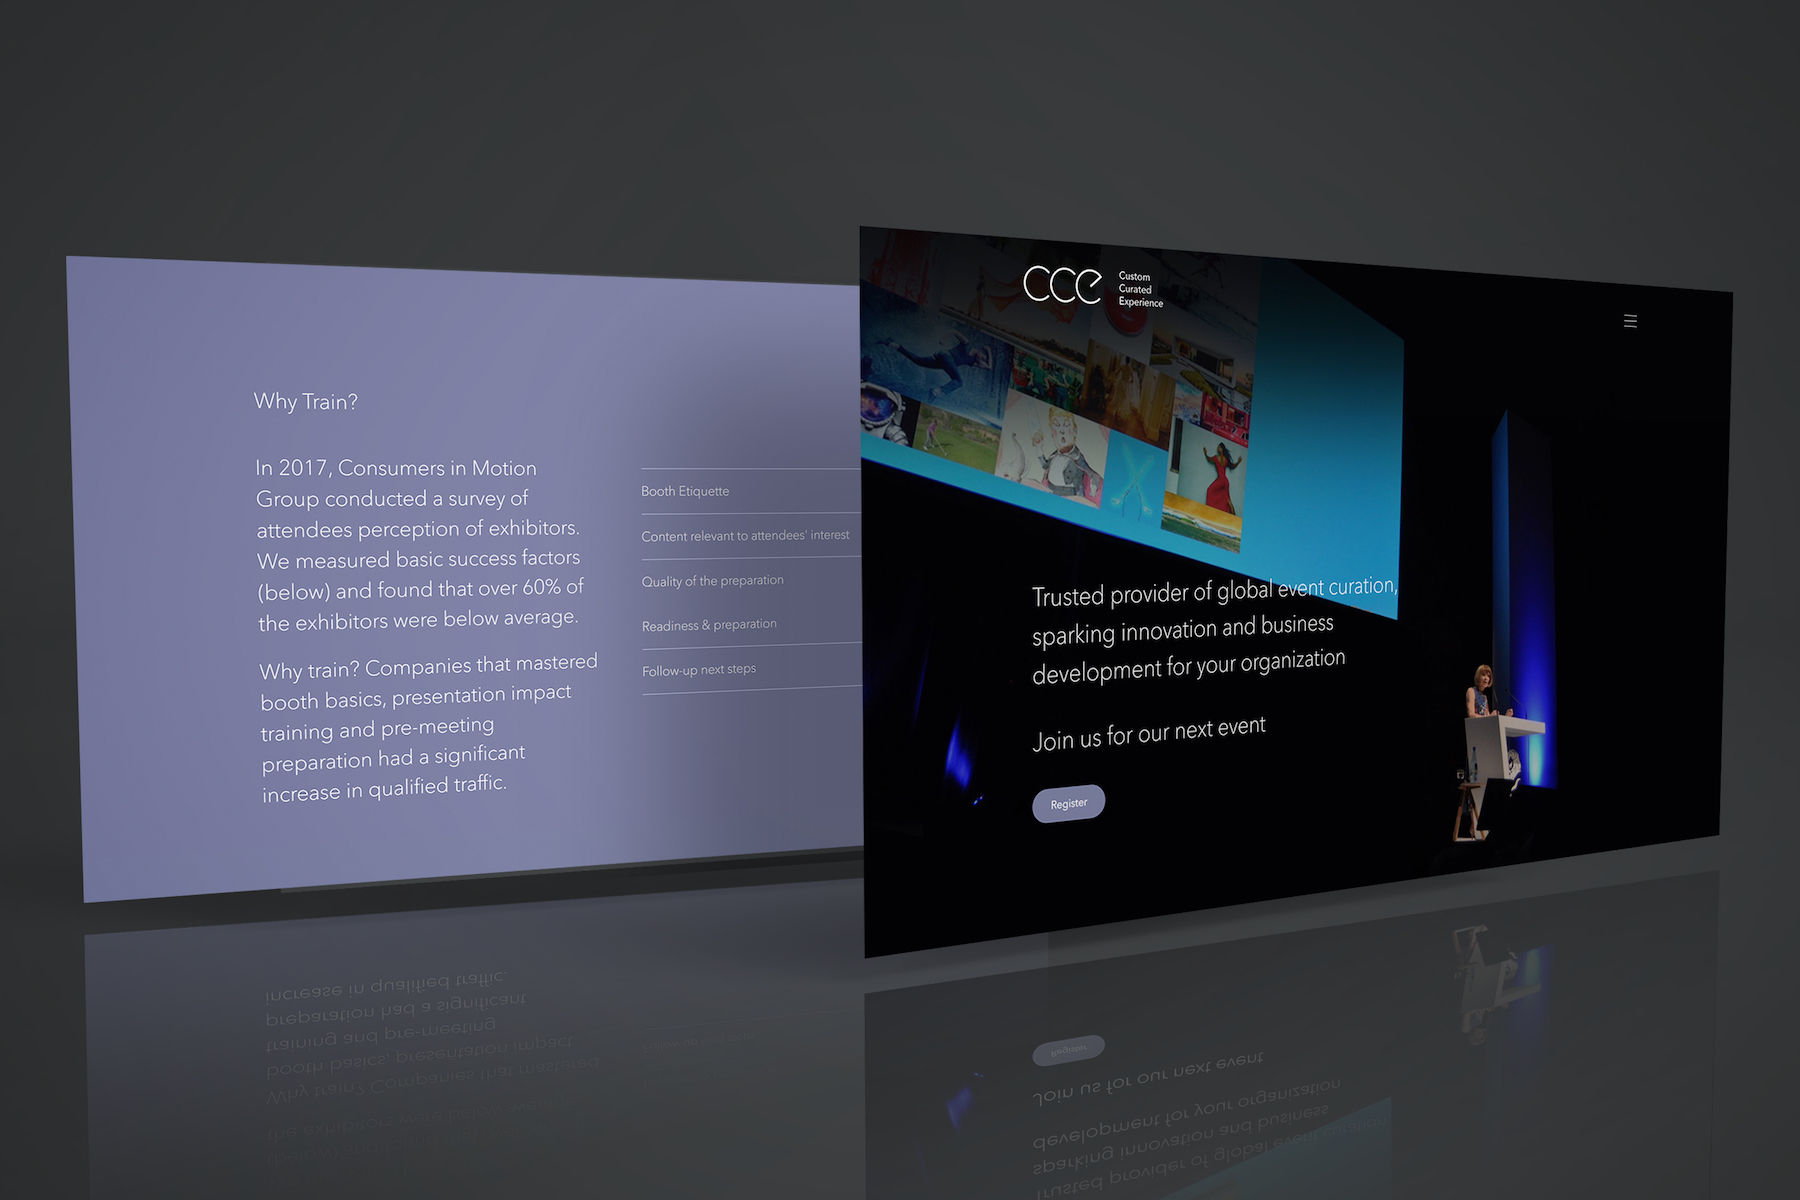 Why Train?
In 2017, Consumers in Motion
Group conducted a survey of
attendees perception of exhibitors.
We measured basic success factors
(below) and found that over 60% of
the exhibitors were below average.
Why train? Companies that mastered
booth basics, presentation impact
training and pre-meeting
preparation had a significant
increase in qualified traffic.
Booth Etiquette
Content relevant to attendees' interest
Quality of the preparation
Readiness & preparation
Follow-up next steps
cce
Custom
Curated
Experience
Trusted provider of global event curation,
sparking innovation and business
development for your organization
Join us for our next event
Register